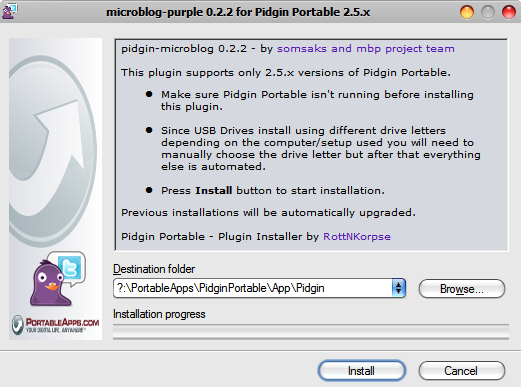 microblog-purple 0.2.2 for Pidgin Portable 2.5.x
pidgin-microblog 0.2.2 - by somsaks and mbp project team
This plugin supports only 2.5.x versions of Pidgin Portable.
● Make sure Pidgin Portable isn't running before installing
this plugin.
● Since USB Drives install using different drive letters
depending on the computer/setup used you will need to
manually choose the drive letter but after that everything
else is automated.
● Press Install button to start installation.
Previous installations will be automatically upgraded.
Pidgin Portable - Plugin Installer by RottNKorpse
Destination folder
?:\PortableApps\PidginPortable\App\Pidgin
Browse...
Installation progress
PORTABLEAPPS.COM
YOUR DIGITAL LIFE, ANYWHERE™
Install
Cancel